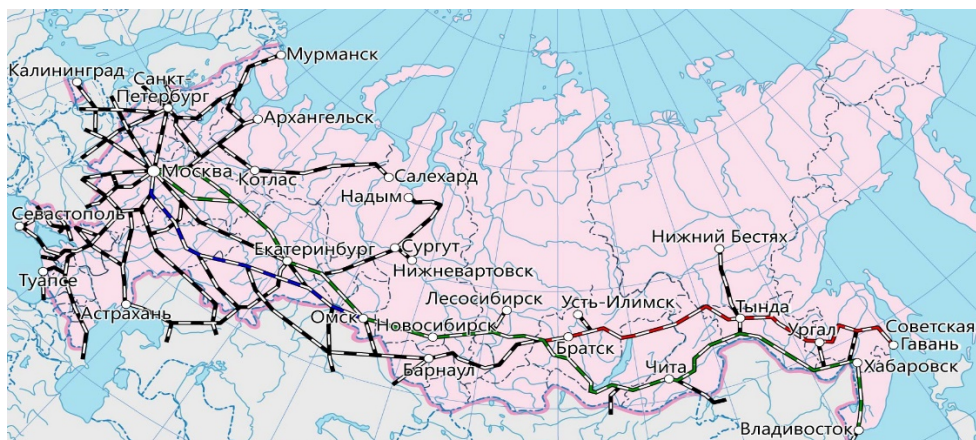 Мурманск
Калининград
Санкт-
Петербург
Архангельск
Москва
Котлас
Салехард
Надым
Севастополь
Екатеринбург
Сургут
Нижневартовск
Нижний Бестях
Туапсе
Лесосибирск
Усть-Илимск
Тында
Астрахань
Омск
Новосибирск
Братск
Ургал
Советская
Гавань
Барнаул
Чита
Хабаровск
Владивосток